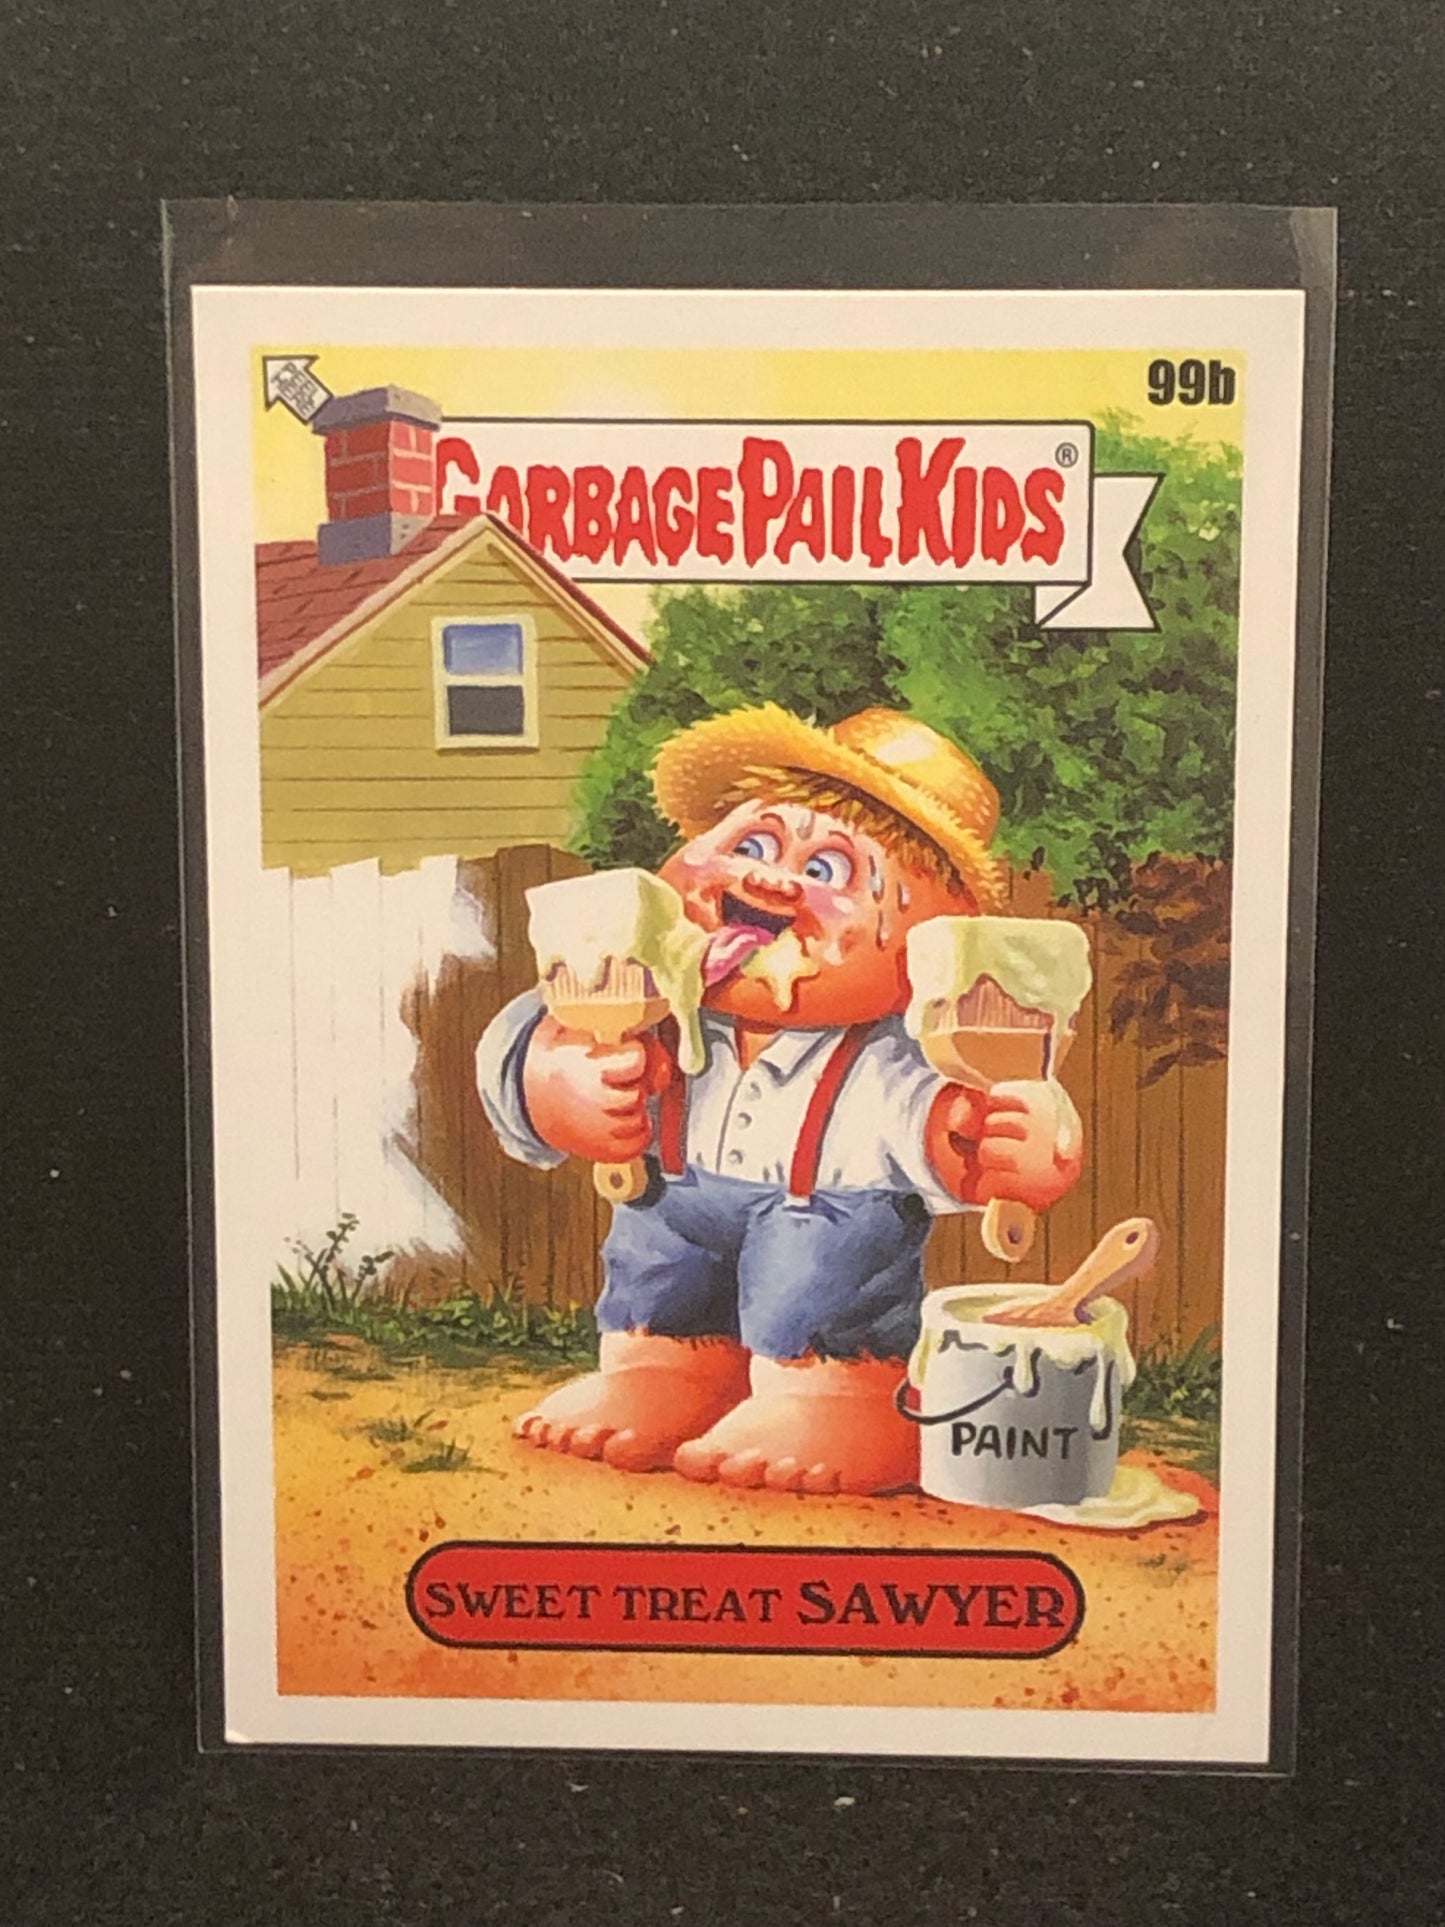 99b
GARBAGE PAIL KIDS®
PAINT
SWEET TREAT SAWYER